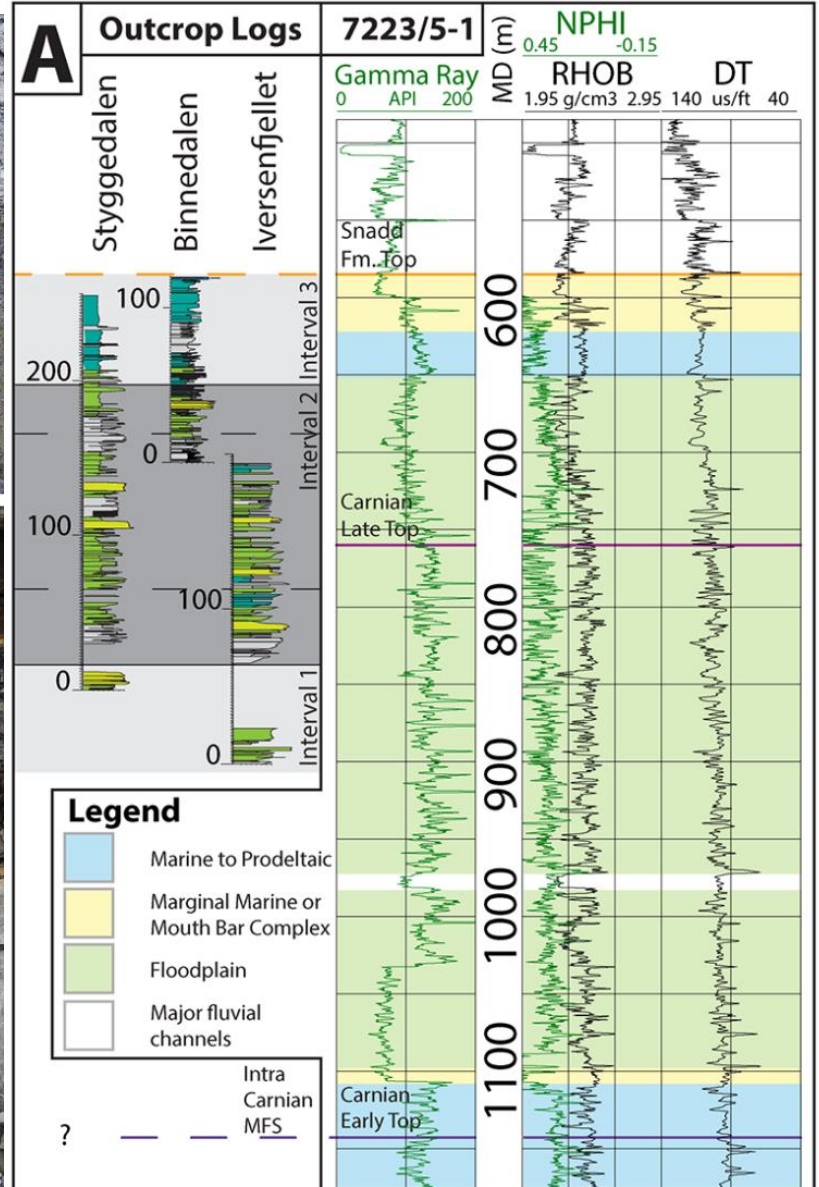 A
Outcrop Logs
7223/5-1
MD (m)
NPHI
0.45 -0.15
Gamma Ray
0 API 200
RHOB
1.95 g/cm3 2.95
DT
140 us/ft 40
Styggedalen
Binnedalen
Iversenfjellet
Snadd
Fm. Top
100
200
0
100
100
0
0
Interval 3
Interval 2
Interval 1
600
700
800
900
1000
1100
Carnian
Late Top
Legend
Marine to Prodeltaic
Marginal Marine or
Mouth Bar Complex
Floodplain
Major fluvial
channels
Intra
Carnian
MFS
?
Carnian
Early Top